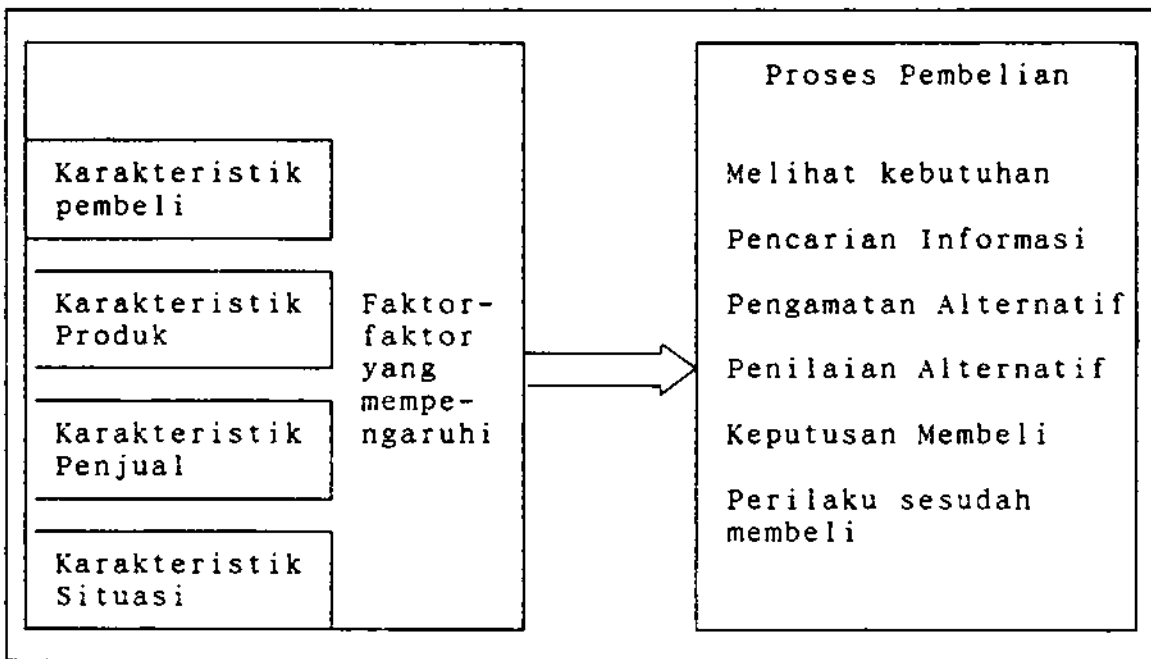 Karakteristik
pembeli
Karakteristik
Produk
Karakteristik
Penjual
Karakteristik
Situasi
Faktor-
faktor
yang
mempe-
ngaruhi
Proses Pembelian
Melihat kebutuhan
Pencarian Informasi
Pengamatan Alternatif
Penilaian Alternatif
Keputusan Membeli
Perilaku sesudah
membeli